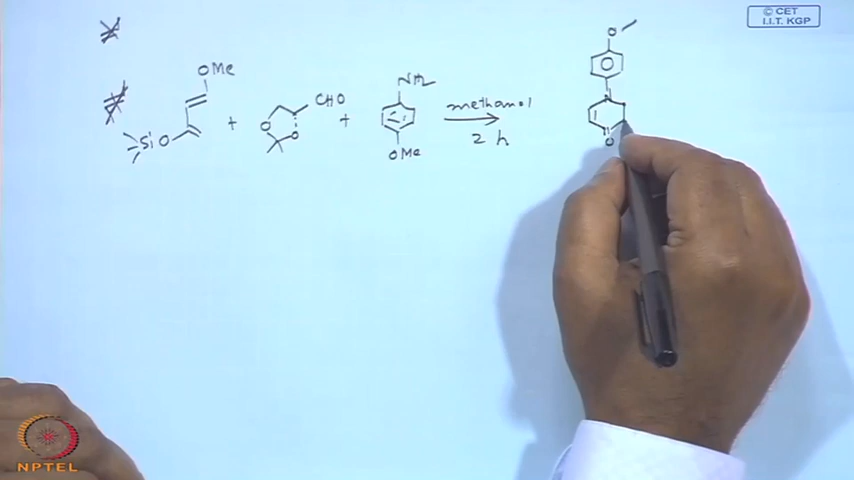 © CET
I.I.T. KGP
O
OMe
Si O
+
O
O
CHO
+
NH2
OMe
methanol
2 h
N
O
NPTEL